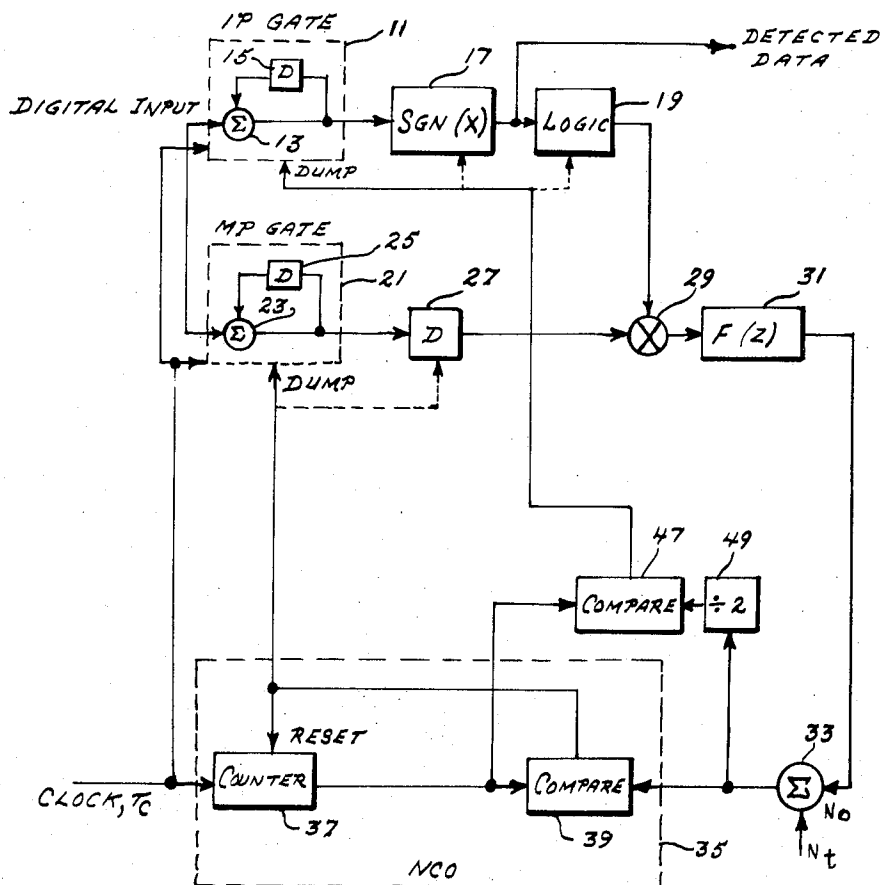 IP GATE
11
15
D
17
DETECTED
DATA
19
DIGITAL INPUT
Σ
13
SGN (X)
LOGIC
DUMP
MP GATE
25
D
21
27
29
31
23
Σ
D
F (Z)
DUMP
47
49
COMPARE
÷ 2
RESET
33
COUNTER
COMPARE
Σ
CLOCK, Tc
37
39
35
No
Nt
NCO